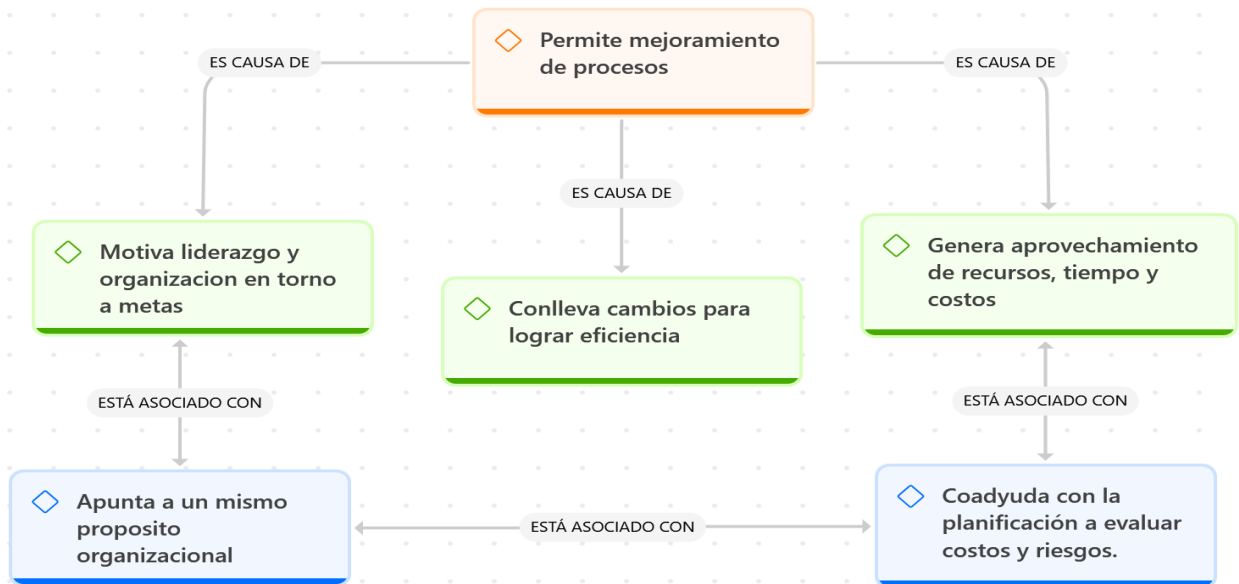 Permite mejoramiento
de procesos
ES CAUSA DE
ES CAUSA DE
ES CAUSA DE
Motiva liderazgo y
organizacion en torno
a metas
Conlleva cambios para
lograr eficiencia
Genera aprovechamiento
de recursos, tiempo y
costos
ESTÁ ASOCIADO CON
ESTÁ ASOCIADO CON
Apunta a un mismo
proposito
organizacional
ESTÁ ASOCIADO CON
Coadyuda con la
planificación a evaluar
costos y riesgos.